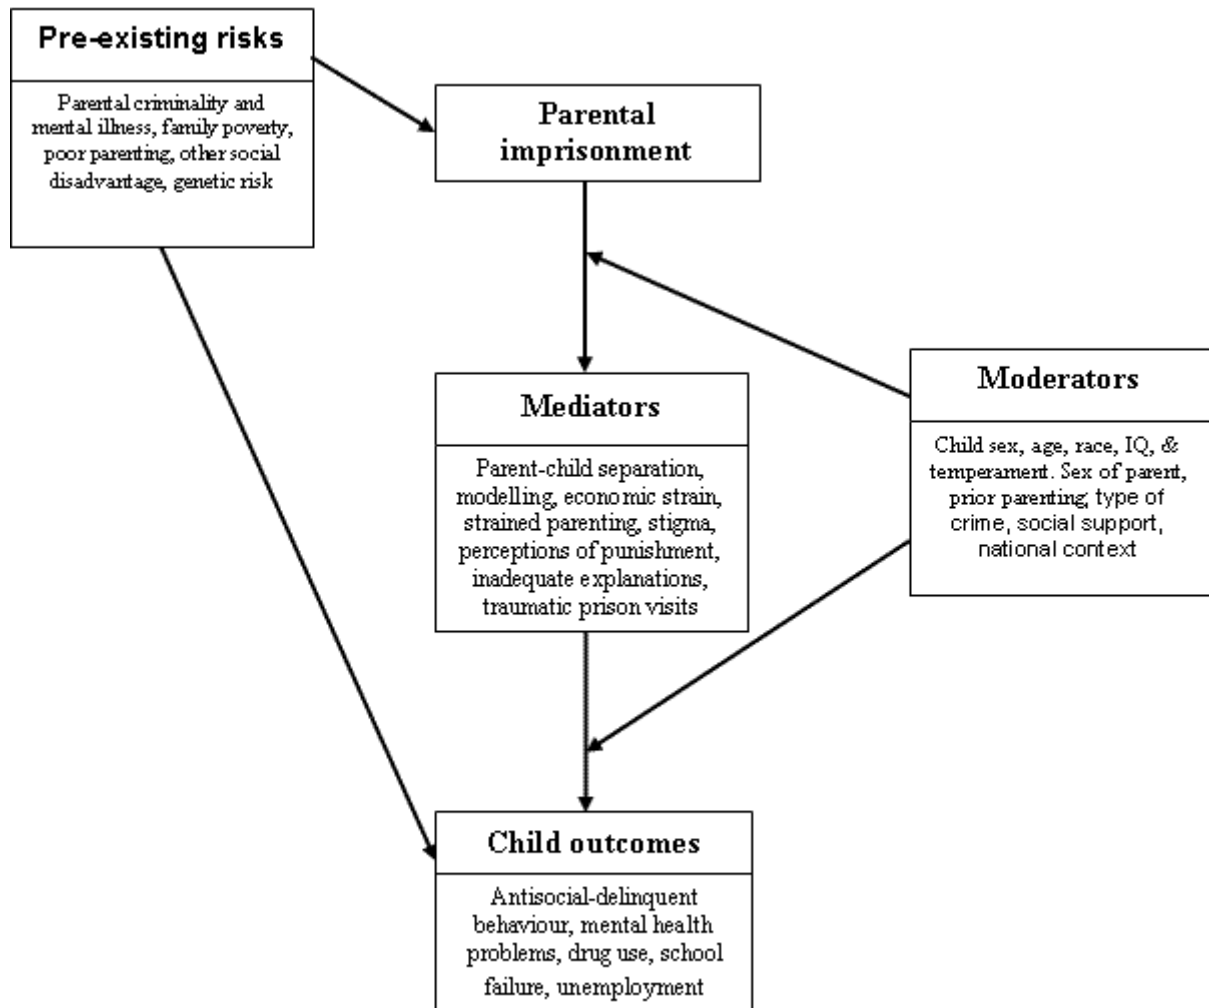 Pre-existing risks
Parental criminality and
mental illness, family poverty,
poor parenting, other social
disadvantage, genetic risk
Parental
imprisonment
Mediators
Parent-child separation,
modelling, economic strain,
strained parenting, stigma,
perceptions of punishment,
inadequate explanations,
traumatic prison visits
Moderators
Child sex, age, race, IQ, &
temperament. Sex of parent,
prior parenting, type of
crime, social support,
national context
Child outcomes
Antisocial-delinquent
behaviour, mental health
problems, drug use, school
failure, unemployment